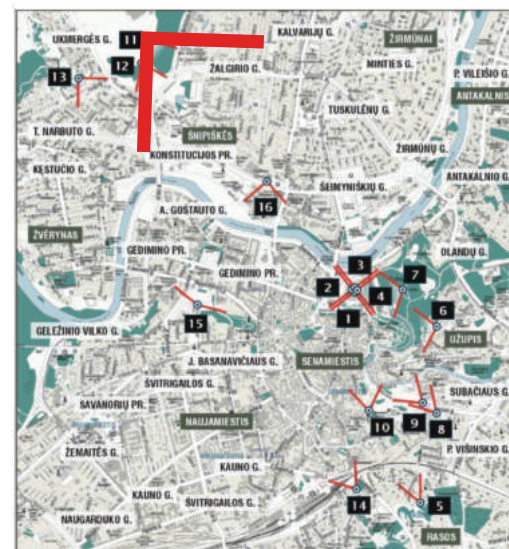 11
UKMERGĖS G.
KALVARIJŲ G.
ŽIRMŪNAI
12
13
ŽALGIRIO G.
MINTIES G.
P. VILEIŠIO G.
ANTAKALNIS
TUSKULĖNŲ G.
T. NARBUTO G.
ŠNIPIŠKĖS
KONSTITUCIJOS PR.
ŽIRMŪNŲ G.
KĘSTUČIO G.
ANTAKALNIO G.
ŠEIMYNIŠKIŲ G.
16
A. GOŠTAUTO G.
ŽVĖRYNAS
GEDIMINO PR.
OLANDŲ G.
3
GEDIMINO PR.
7
2
4
1
6
15
GELEŽINIO VILKO G.
UŽUPIS
J. BASANAVIČIAUS G.
SENAMIESTIS
ŠVITRIGAILOS G.
SUBAČIAUS G.
SAVANORIŲ PR.
9
8
NAUJAMIESTIS
10
P. VIŠINSKIO G.
ŽEMAITĖS G.
KAUNO G.
KAUNO G.
ŠVITRIGAILOS G.
14
5
NAUGARDUKO G.
RASOS